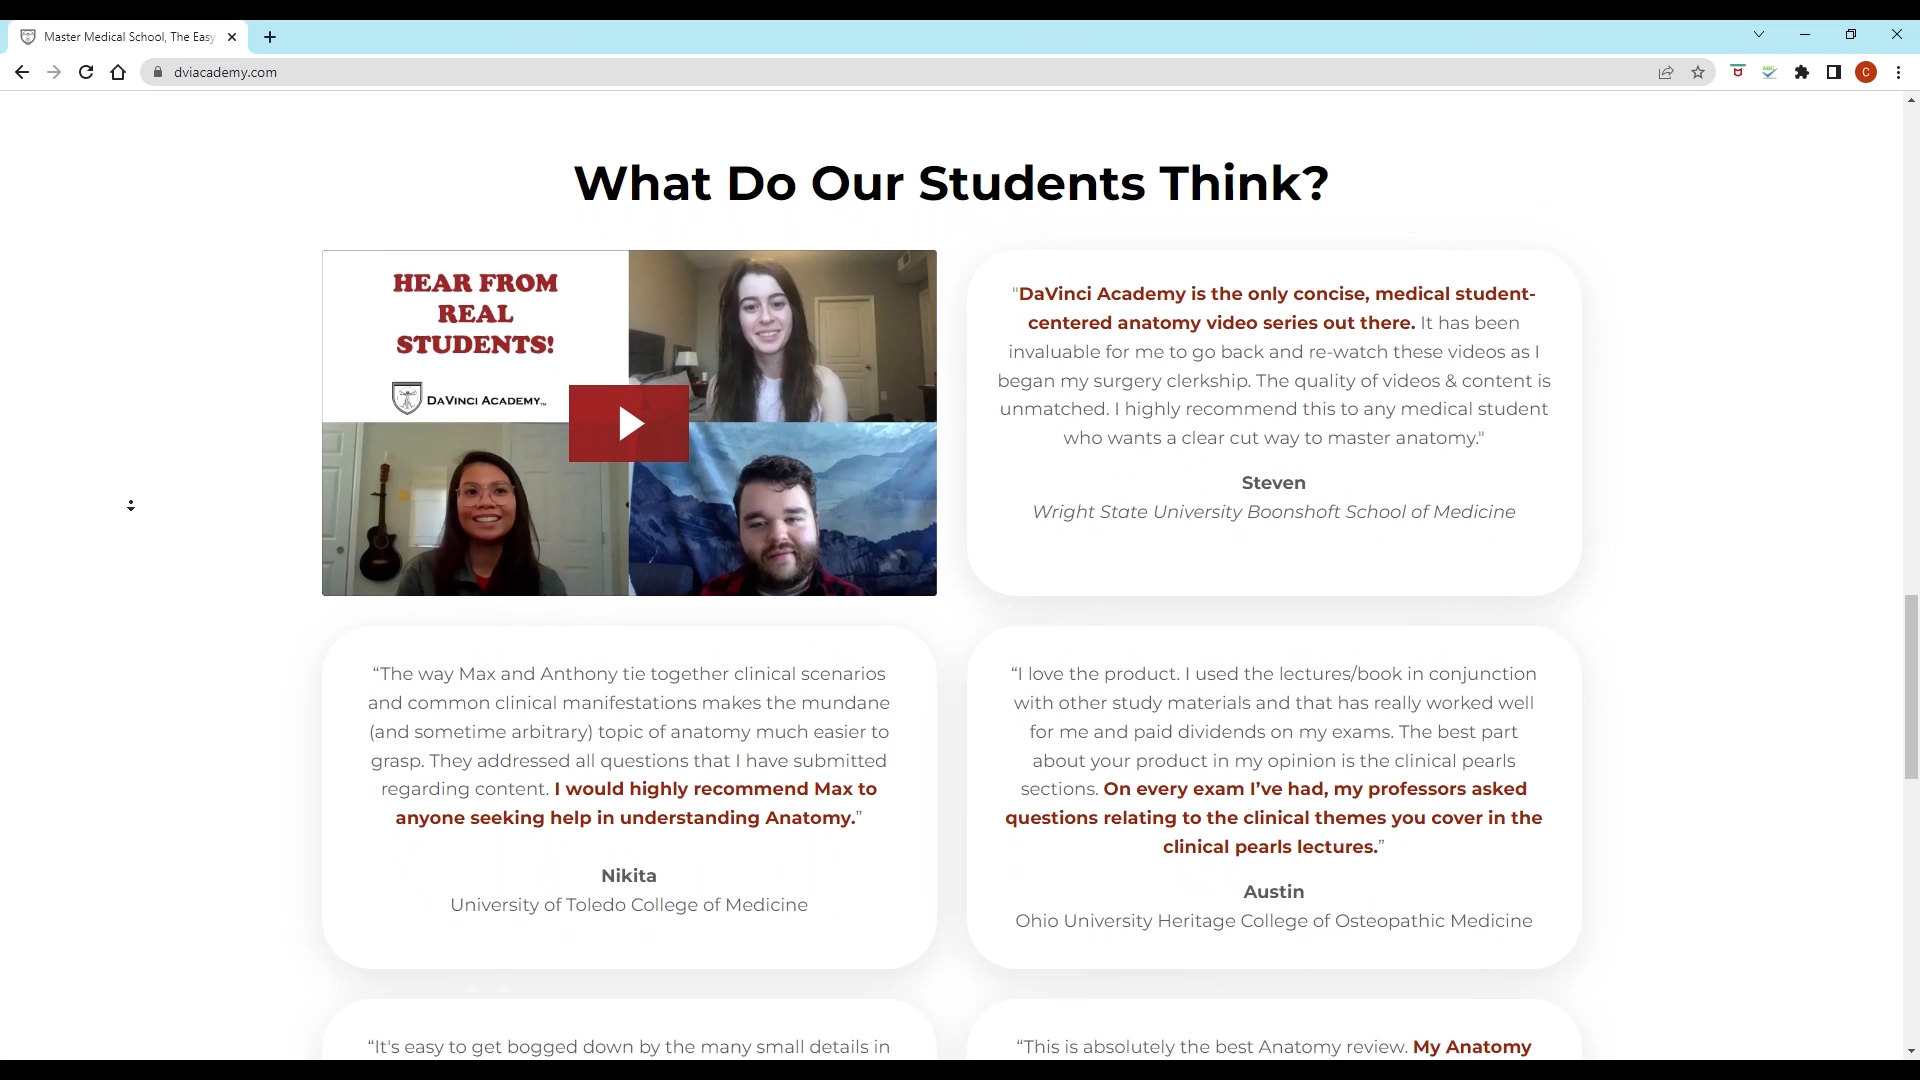 Master Medical School, The Easy
dviacademy.com
C
What Do Our Students Think?
HEAR FROM
REAL
STUDENTS!
DAVINCI ACADEMY™
"DaVinci Academy is the only concise, medical student-
centered anatomy video series out there. It has been
invaluable for me to go back and re-watch these videos as I
began my surgery clerkship. The quality of videos & content is
unmatched. I highly recommend this to any medical student
who wants a clear cut way to master anatomy."
Steven
Wright State University Boonshoft School of Medicine
“The way Max and Anthony tie together clinical scenarios
and common clinical manifestations makes the mundane
(and sometime arbitrary) topic of anatomy much easier to
grasp. They addressed all questions that I have submitted
regarding content. I would highly recommend Max to
anyone seeking help in understanding Anatomy.”
Nikita
University of Toledo College of Medicine
“I love the product. I used the lectures/book in conjunction
with other study materials and that has really worked well
for me and paid dividends on my exams. The best part
about your product in my opinion is the clinical pearls
sections. On every exam I’ve had, my professors asked
questions relating to the clinical themes you cover in the
clinical pearls lectures.”
Austin
Ohio University Heritage College of Osteopathic Medicine
“It's easy to get bogged down by the many small details in
“This is absolutely the best Anatomy review. My Anatomy